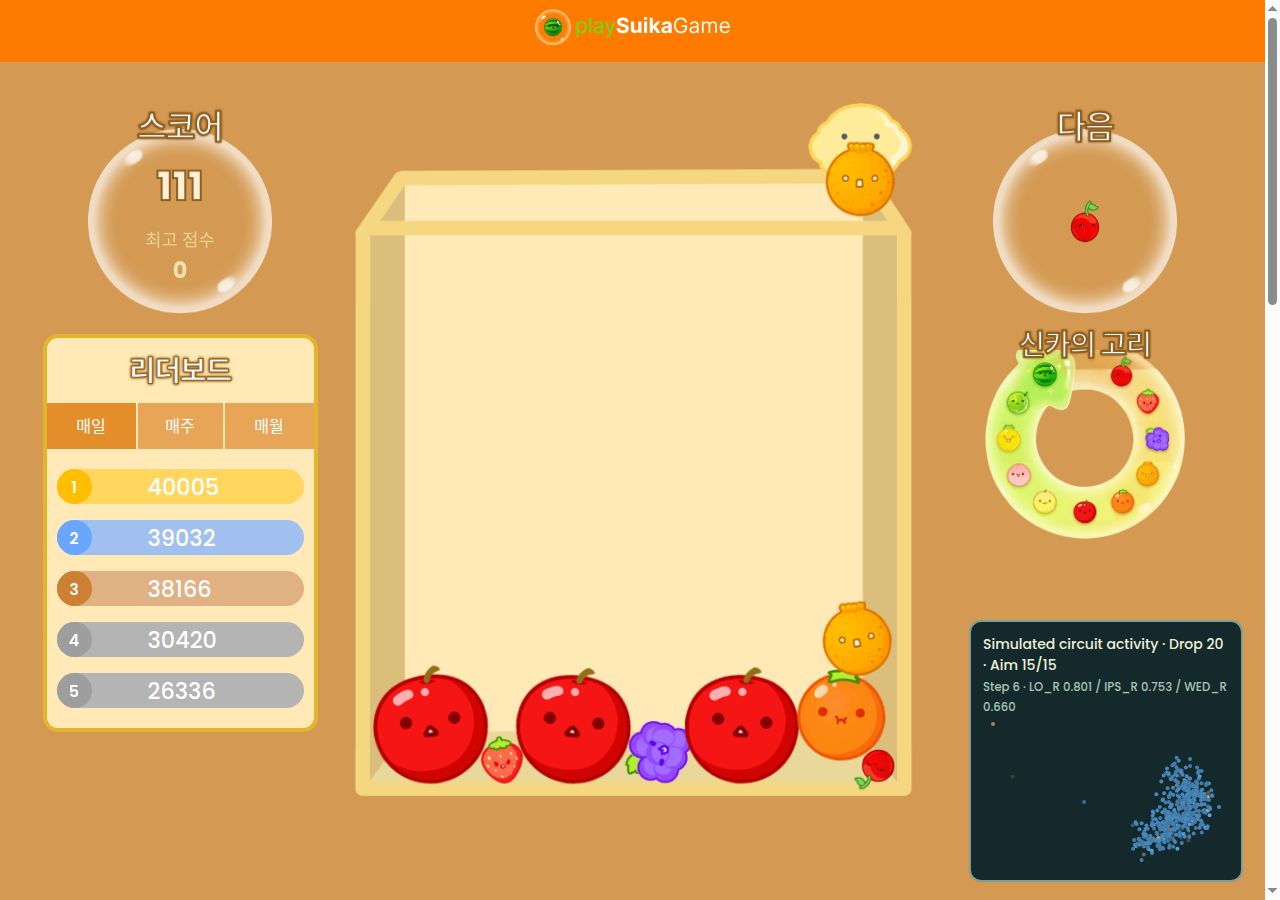 playSuikaGame
스코어
111
최고 점수
0
다음
리더보드
매일 매주 매월
1 40005
2 39032
3 38166
4 30420
5 26336
신카의 고리
Simulated circuit activity · Drop 20
· Aim 15/15
Step 6 · LO_R 0.801 / IPS_R 0.753 / WED_R
0.660